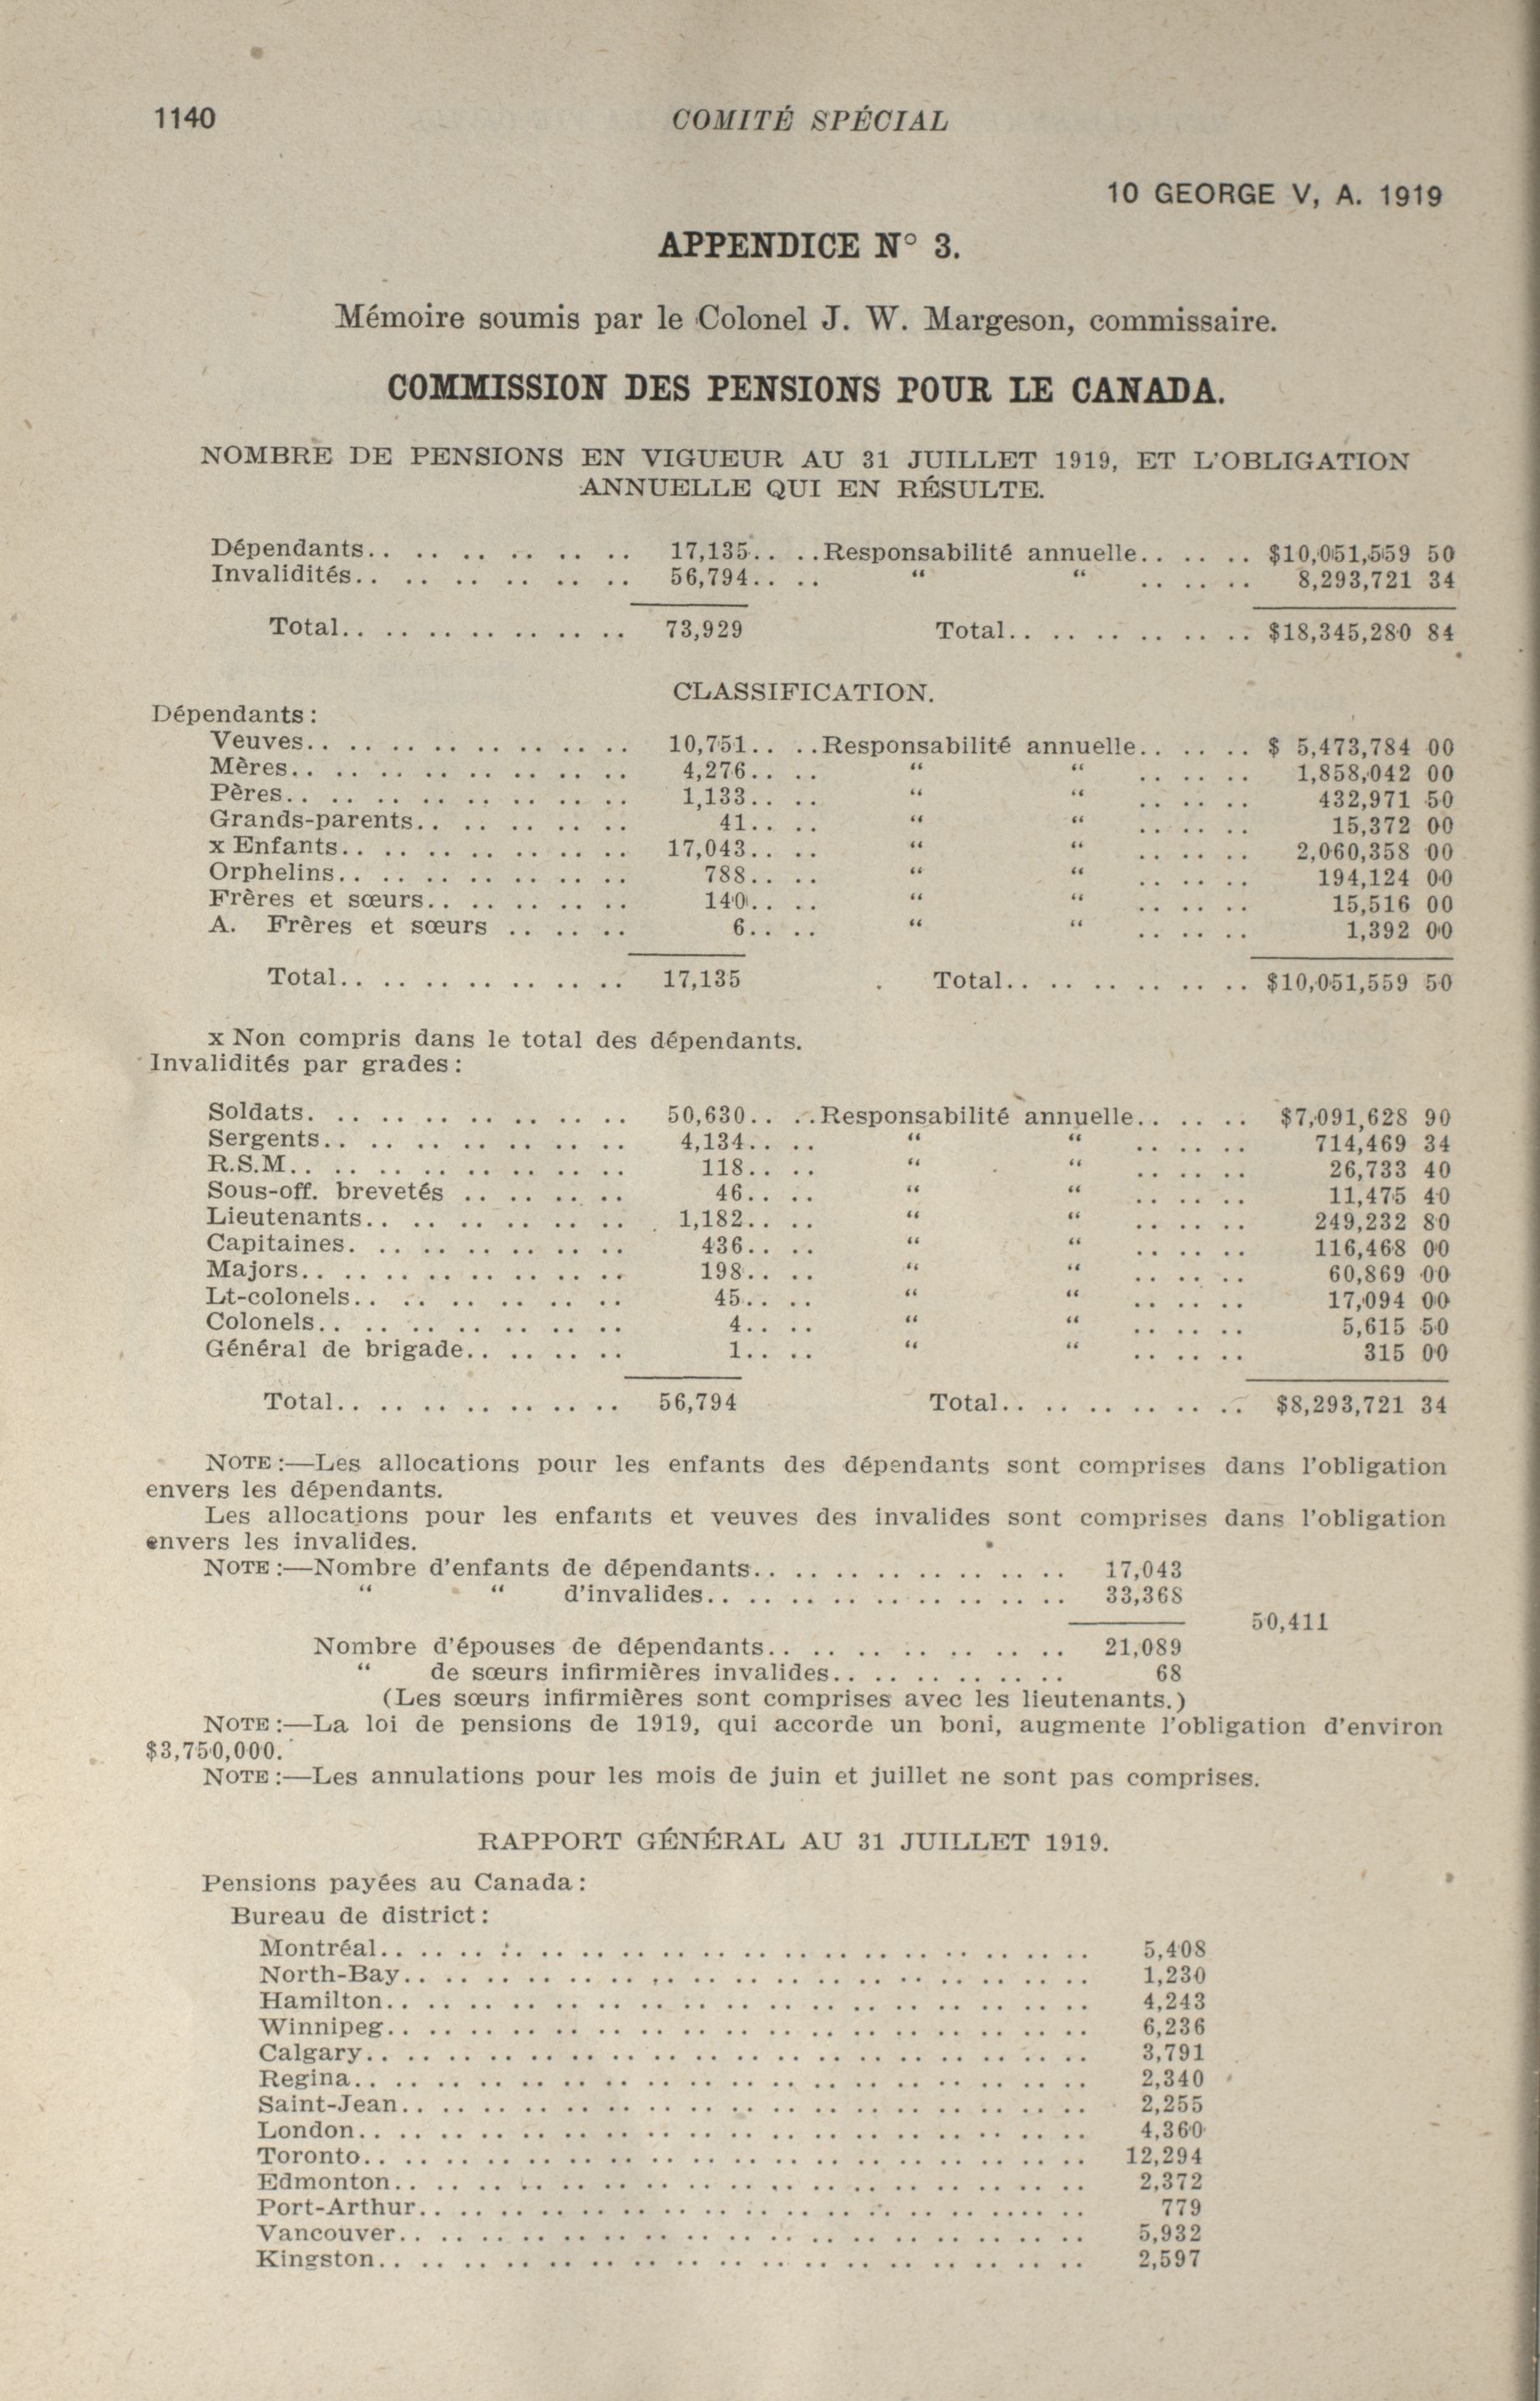 1140
COMITÉ SPÉCIAL
10 GEORGE V, A. 1919
APPENDICE N° 3.
Mémoire soumis par le Colonel J. W. Margeson, commissaire.
COMMISSION DES PENSIONS POUR LE CANADA.
NOMBRE DE PENSIONS EN VIGUEUR AU 31 JUILLET 1919, ET L'OBLIGATION
ANNUELLE QUI EN RÉSULTE.
Dépendants.. .. .. .. .. .. .. 17,135.. .. Responsabilité annuelle.. .. .. $10,051,559 50
Invalidités.. .. .. .. .. .. .. 56,794.. .. " " .. .. .. 8,293,721 34
Total.. .. .. .. .. .. .. 73,929 Total.. .. .. .. .. .. $18,345,280 84
CLASSIFICATION.
Dépendants:
Veuves.. .. .. .. .. .. .. .. 10,751.. .. Responsabilité annuelle.. .. .. $ 5,473,784 00
Mères.. .. .. .. .. .. .. .. 4,276.. .. " " .. .. .. 1,858,042 00
Pères.. .. .. .. .. .. .. .. 1,133.. .. " " .. .. .. 432,971 50
Grands-parents.. .. .. .. .. 41.. .. " " .. .. .. 15,372 00
x Enfants.. .. .. .. .. .. .. 17,043.. .. " " .. .. .. 2,060,358 00
Orphelins.. .. .. .. .. .. .. 788.. .. " " .. .. .. 194,124 00
Frères et sœurs.. .. .. .. .. 140.. .. " " .. .. .. 15,516 00
A. Frères et sœurs .. .. .. 6.. .. " " .. .. .. 1,392 00
Total.. .. .. .. .. .. .. 17,135 Total.. .. .. .. .. .. $10,051,559 50
x Non compris dans le total des dépendants.
Invalidités par grades:
Soldats. .. .. .. .. .. .. .. 50,630.. .. Responsabilité annuelle.. .. .. $7,091,628 90
Sergents.. .. .. .. .. .. .. 4,134.. .. " " .. .. .. 714,469 34
R.S.M.. .. .. .. .. .. .. .. 118.. .. " " .. .. .. 26,733 40
Sous-off. brevetés .. .. .. .. 46.. .. " " .. .. .. 11,475 40
Lieutenants.. .. .. .. .. .. .. 1,182.. .. " " .. .. .. 249,232 80
Capitaines. .. .. .. .. .. .. 436.. .. " " .. .. .. 116,468 00
Majors.. .. .. .. .. .. .. .. 198.. .. " " .. .. .. 60,869 00
Lt-colonels.. .. .. .. .. .. .. 45.. .. " " .. .. .. 17,094 00
Colonels.. .. .. .. .. .. .. .. 4.. .. " " .. .. .. 5,615 50
Général de brigade.. .. .. .. 1.. .. " " .. .. .. 315 00
Total.. .. .. .. .. .. .. 56,794 Total.. .. .. .. .. .. $8,293,721 34
NOTE:—Les allocations pour les enfants des dépendants sont comprises dans l'obligation
envers les dépendants.
Les allocations pour les enfants et veuves des invalides sont comprises dans l'obligation
envers les invalides.
NOTE:—Nombre d'enfants de dépendants.. .. .. .. .. .. .. .. 17,043
" " d'invalides.. .. .. .. .. .. .. .. .. 33,368
50,411
Nombre d'épouses de dépendants.. .. .. .. .. .. .. .. 21,089
" de sœurs infirmières invalides.. .. .. .. .. .. 68
(Les sœurs infirmières sont comprises avec les lieutenants.)
NOTE:—La loi de pensions de 1919, qui accorde un boni, augmente l'obligation d'environ
$3,750,000.
NOTE:—Les annulations pour les mois de juin et juillet ne sont pas comprises.
RAPPORT GÉNÉRAL AU 31 JUILLET 1919.
Pensions payées au Canada:
Bureau de district:
Montréal.. .. .. .. .. .. .. .. .. .. .. .. .. .. .. .. .. 5,408
North-Bay.. .. .. .. .. .. .. .. .. .. .. .. .. .. .. .. .. 1,230
Hamilton.. .. .. .. .. .. .. .. .. .. .. .. .. .. .. .. .. 4,243
Winnipeg.. .. .. .. .. .. .. .. .. .. .. .. .. .. .. .. .. 6,236
Calgary.. .. .. .. .. .. .. .. .. .. .. .. .. .. .. .. .. .. 3,791
Regina.. .. .. .. .. .. .. .. .. .. .. .. .. .. .. .. .. .. 2,340
Saint-Jean.. .. .. .. .. .. .. .. .. .. .. .. .. .. .. .. .. 2,255
London.. .. .. .. .. .. .. .. .. .. .. .. .. .. .. .. .. .. 4,360
Toronto.. .. .. .. .. .. .. .. .. .. .. .. .. .. .. .. .. .. 12,294
Edmonton.. .. .. .. .. .. .. .. .. .. .. .. .. .. .. .. .. 2,372
Port-Arthur.. .. .. .. .. .. .. .. .. .. .. .. .. .. .. .. 779
Vancouver.. .. .. .. .. .. .. .. .. .. .. .. .. .. .. .. .. 5,932
Kingston.. .. .. .. .. .. .. .. .. .. .. .. .. .. .. .. .. 2,597